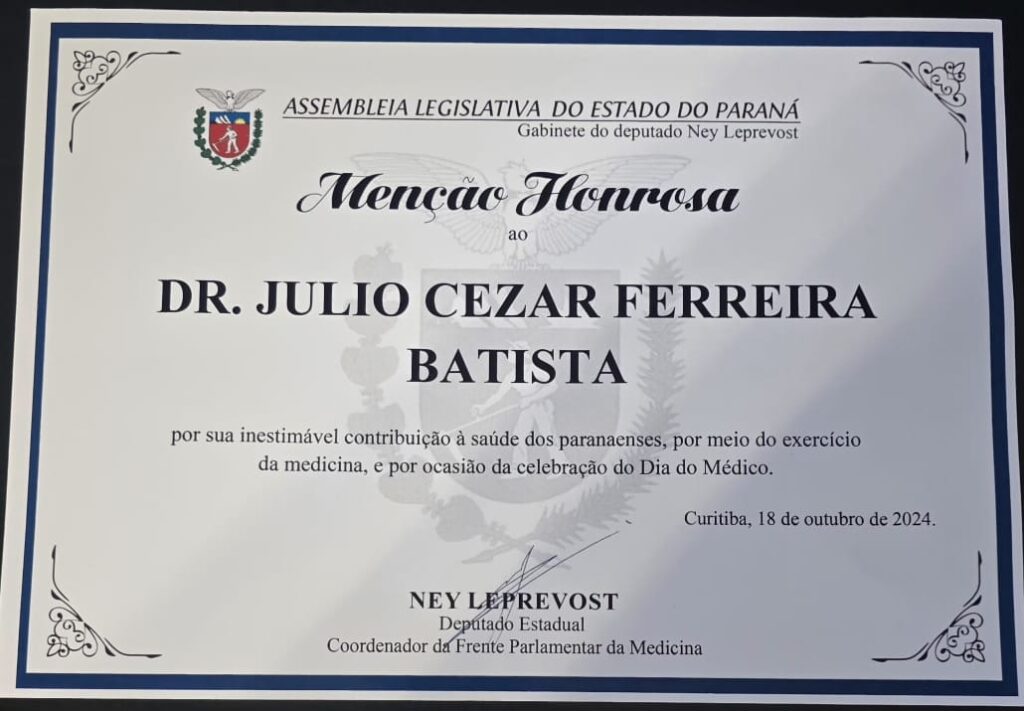 ASSEMBLEIA LEGISLATIVA DO ESTADO DO PARANÁ
Gabinete do deputado Ney Leprevost
Menção Honrosa
ao
DR. JULIO CEZAR FERREIRA
BATISTA
por sua inestimável contribuição à saúde dos paranaenses, por meio do exercício
da medicina, e por ocasião da celebração do Dia do Médico.
Curitiba, 18 de outubro de 2024.
NEY LEPREVOST
Deputado Estadual
Coordenador da Frente Parlamentar da Medicina